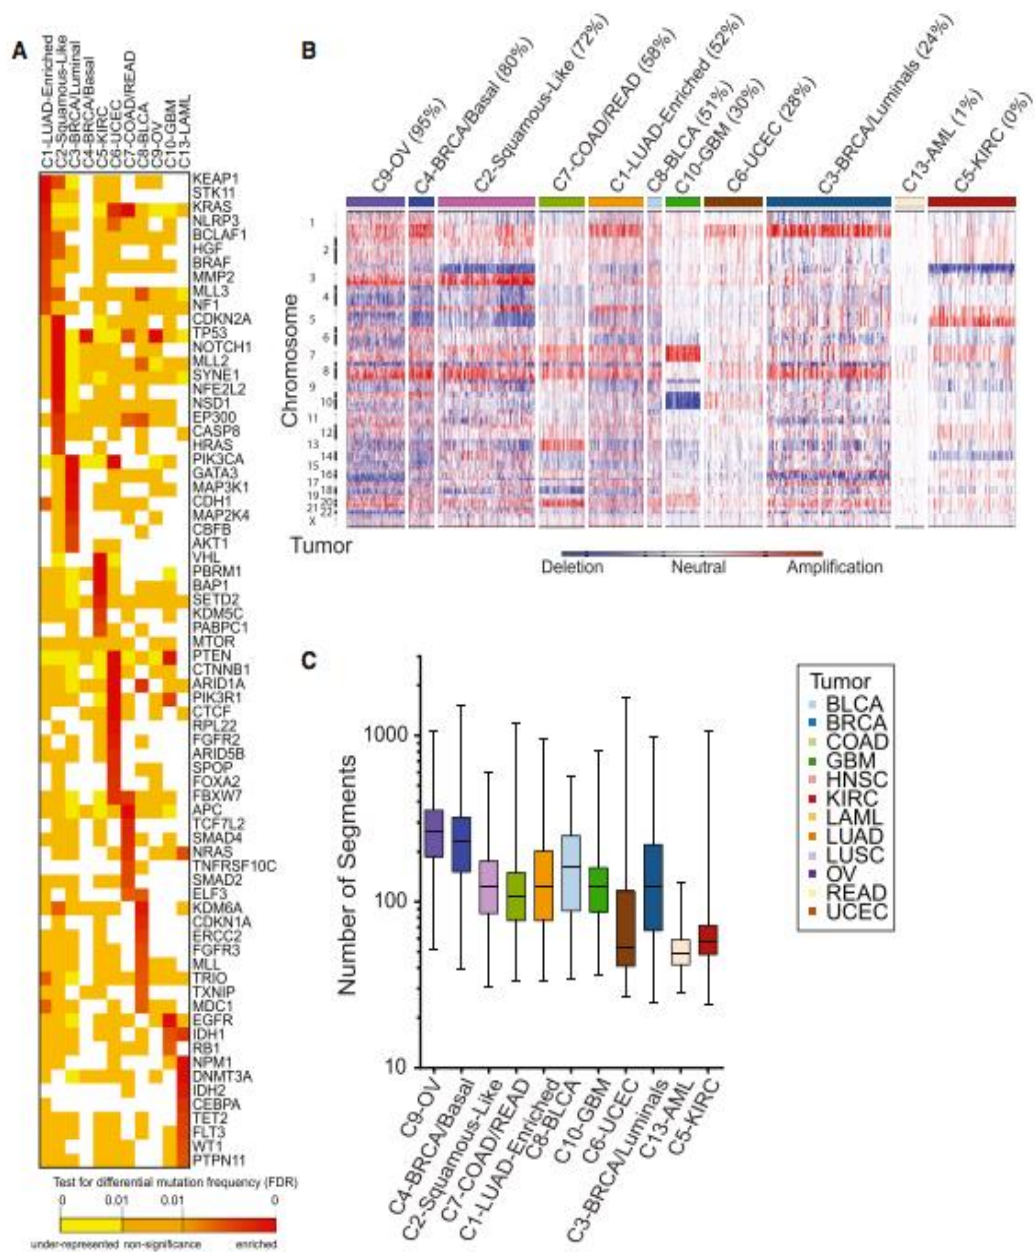 A
C1-LUAD-Enriched
C2-Squamous-Like
C3-BRCA/Luminal
C4-BRCA/Basal
C5-KIRC
C6-UCEC
C7-COAD/READ
C8-BLCA
C9-OV
C10-GBM
C13-LAML
KEAP1
STK11
KRAS
NLRP3
BCLAF1
HGF
BRAF
MMP2
MLL3
NF1
CDKN2A
TP53
NOTCH1
MLL2
SYNE1
NFE2L2
NSD1
EP300
CASP8
HRAS
PIK3CA
GATA3
MAP3K1
CDH1
MAP2K4
CBFB
AKT1
VHL
PBRM1
BAP1
SETD2
KDM5C
PABPC1
MTOR
PTEN
CTNNB1
ARID1A
PIK3R1
CTCF
RPL22
FGFR2
ARID5B
SPOP
FOXA2
FBXW7
APC
TCF7L2
SMAD4
NRAS
TNFRSF10C
SMAD2
ELF3
KDM6A
CDKN1A
ERCC2
FGFR3
MLL
TRIO
TXNIP
MDC1
EGFR
IDH1
RB1
NPM1
DNMT3A
IDH2
CEBPA
TET2
FLT3
WT1
PTPN11
Test for differential mutation frequency (FDR)
0 0.01 0.01 0
under-represented non-significance enriched
B
C9-OV (95%)
C4-BRCA/Basal (80%)
C2-Squamous-Like (72%)
C7-COAD/READ (58%)
C1-LUAD-Enriched (52%)
C8-BLCA (51%)
C10-GBM (30%)
C6-UCEC (28%)
C3-BRCA/Luminals (24%)
C13-AML (1%)
C5-KIRC (0%)
Chromosome
1
2
3
4
5
6
7
8
9
10
11
12
13
14
15
16
17
18
19
20
21
22
X
Tumor
Deletion Neutral Amplification
C
Number of Segments
1000
100
10
C9-OV
C4-BRCA/Basal
C2-Squamous-Like
C7-COAD/READ
C1-LUAD-Enriched
C8-BLCA
C10-GBM
C6-UCEC
C3-BRCA/Luminals
C13-AML
C5-KIRC
Tumor
BLCA
BRCA
COAD
GBM
HNSC
KIRC
LAML
LUAD
LUSC
OV
READ
UCEC